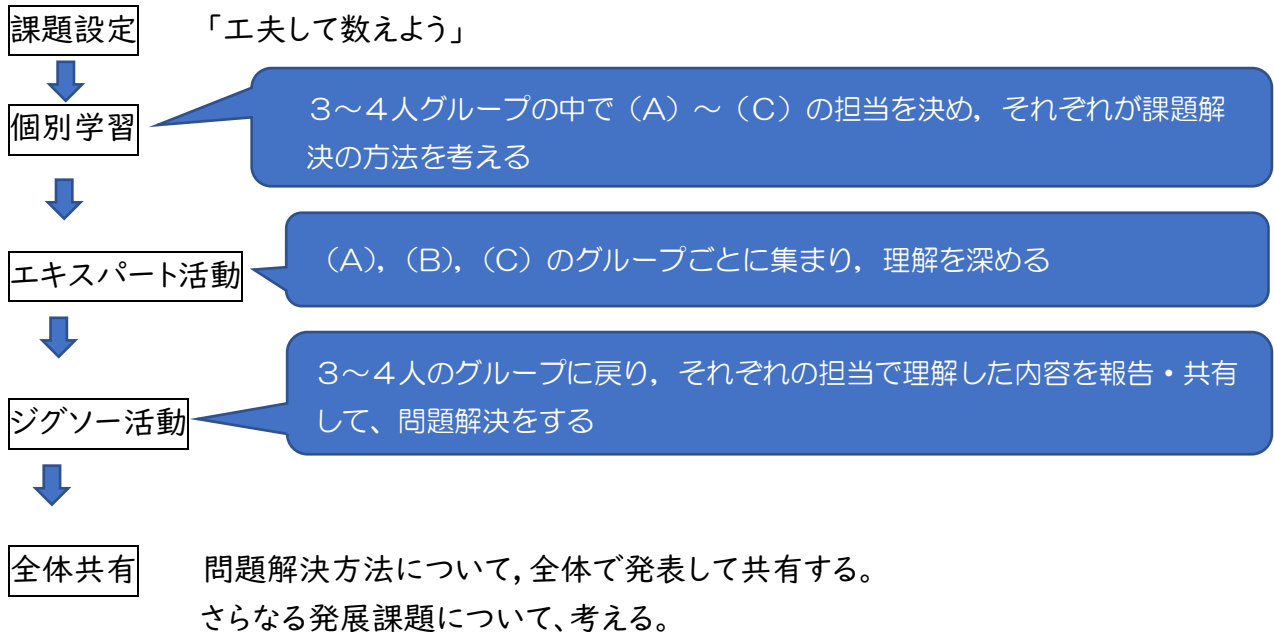 課題設定 「工夫して数えよう」
個別学習
３～４人グループの中で（A）～（C）の担当を決め，それぞれが課題解
決の方法を考える
エキスパート活動
（A），（B），（C）のグループごとに集まり，理解を深める
３～４人のグループに戻り，それぞれの担当で理解した内容を報告・共有
して、問題解決をする
ジグソー活動
全体共有 問題解決方法について，全体で発表して共有する。
さらなる発展課題について、考える。